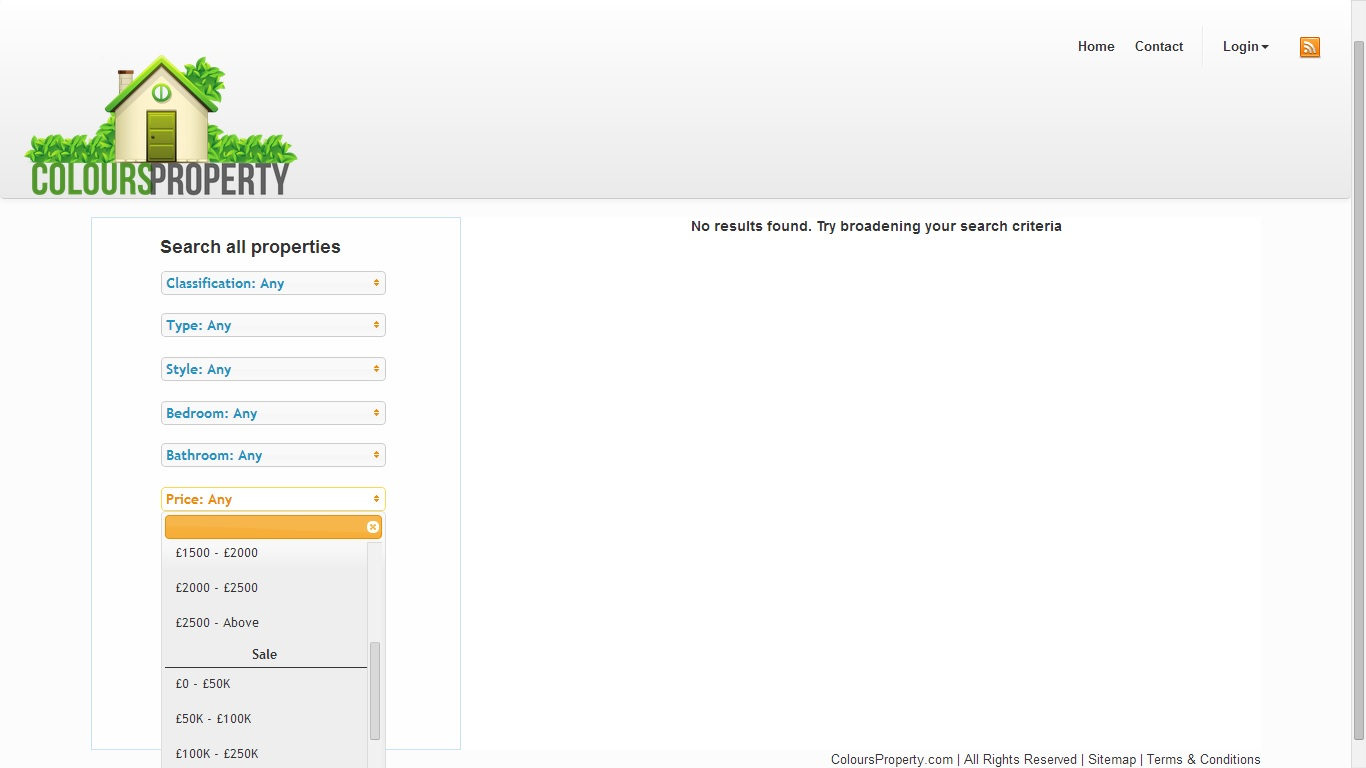 Home Contact Login
COLOURSPROPERTY
Search all properties
Classification: Any
Type: Any
Style: Any
Bedroom: Any
Bathroom: Any
Price: Any
£1500 - £2000
£2000 - £2500
£2500 - Above
Sale
£0 - £50K
£50K - £100K
£100K - £250K
No results found. Try broadening your search criteria
ColoursProperty.com | All Rights Reserved | Sitemap | Terms & Conditions